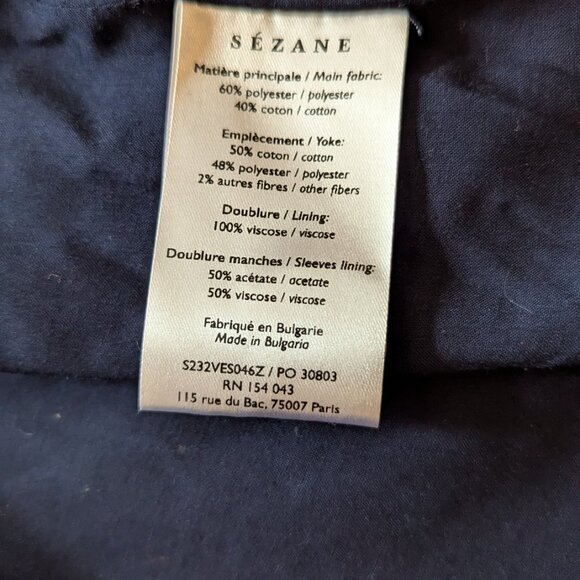 SÉZANE
Matière principale / Main fabric:
60% polyester / polyester
40% coton / cotton
Emplècement / Yoke:
50% coton / cotton
48% polyester / polyester
2% autres fibres / other fibers
Doublure / Lining:
100% viscose / viscose
Doublure manches / Sleeves lining:
50% acétate / acetate
50% viscose / viscose
Fabriqué en Bulgarie
Made in Bulgaria
S232VES046Z / PO 30803
RN 154 043
115 rue du Bac, 75007 Paris